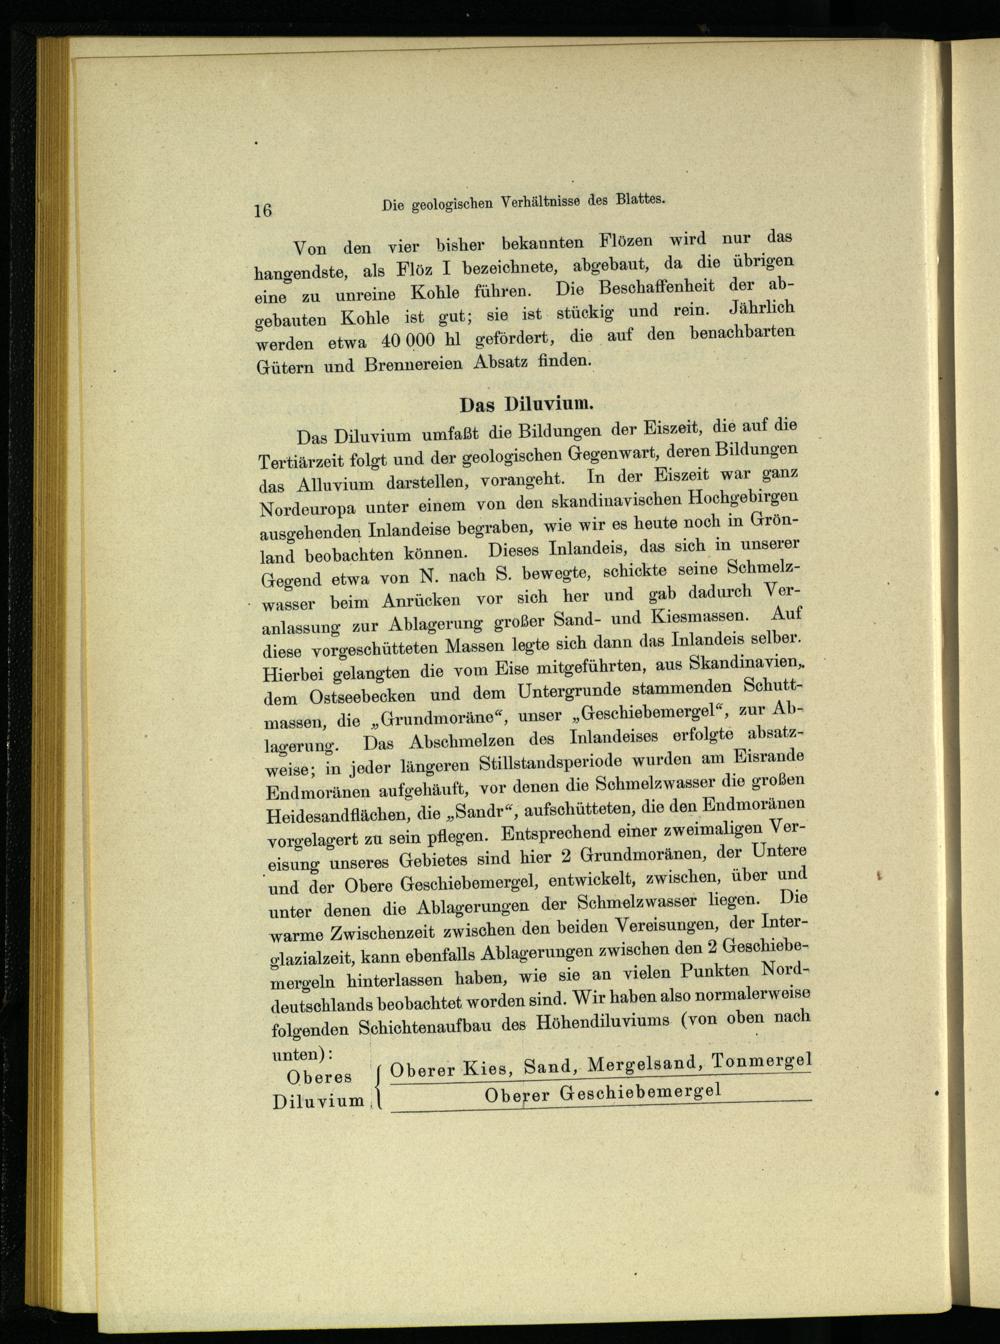 16
Die geologischen Verhältnisse des Blattes.
Von den vier bisher bekannten Flözen wird nur das
hangendste, als Flöz I bezeichnete, abgebaut, da die übrigen
eine zu unreine Kohle führen. Die Beschaffenheit der ab-
gebauten Kohle ist gut; sie ist stückig und rein. Jährlich
werden etwa 40 000 hl gefördert, die auf den benachbarten
Gütern und Brennereien Absatz finden.
Das Diluvium.
Das Diluvium umfaßt die Bildungen der Eiszeit, die auf die
Tertiärzeit folgt und der geologischen Gegenwart, deren Bildungen
das Alluvium darstellen, vorangeht. In der Eiszeit war ganz
Nordeuropa unter einem von den skandinavischen Hochgebirgen
ausgehenden Inlandeise begraben, wie wir es heute noch in Grön-
land beobachten können. Dieses Inlandeis, das sich in unserer
Gegend etwa von N. nach S. bewegte, schickte seine Schmelz-
wasser beim Anrücken vor sich her und gab dadurch Ver-
anlassung zur Ablagerung großer Sand- und Kiesmassen. Auf
diese vorgeschütteten Massen legte sich dann das Inlandeis selber.
Hierbei gelangten die vom Eise mitgeführten, aus Skandinavien,
dem Ostseebecken und dem Untergrunde stammenden Schutt-
massen, die „Grundmoräne“, unser „Geschiebemergel“, zur Ab-
lagerung. Das Abschmelzen des Inlandeises erfolgte absatz-
weise; in jeder längeren Stillstandsperiode wurden am Eisrande
Endmoränen aufgehäuft, vor denen die Schmelzwasser die großen
Heidesandflächen, die „Sandr“, aufschütteten, die den Endmoränen
vorgelagert zu sein pflegen. Entsprechend einer zweimaligen Ver-
eisung unseres Gebietes sind hier 2 Grundmoränen, der Untere
und der Obere Geschiebemergel, entwickelt, zwischen, über und
unter denen die Ablagerungen der Schmelzwasser liegen. Die
warme Zwischenzeit zwischen den beiden Vereisungen, der Inter-
glazialzeit, kann ebenfalls Ablagerungen zwischen den 2 Geschiebe-
mergeln hinterlassen haben, wie sie an vielen Punkten Nord-
deutschlands beobachtet worden sind. Wir haben also normalerweise
folgenden Schichtenaufbau des Höhendiluviums (von oben nach
unten):
Oberes
Diluvium
Oberer Kies, Sand, Mergelsand, Tonmergel
Oberer Geschiebemergel